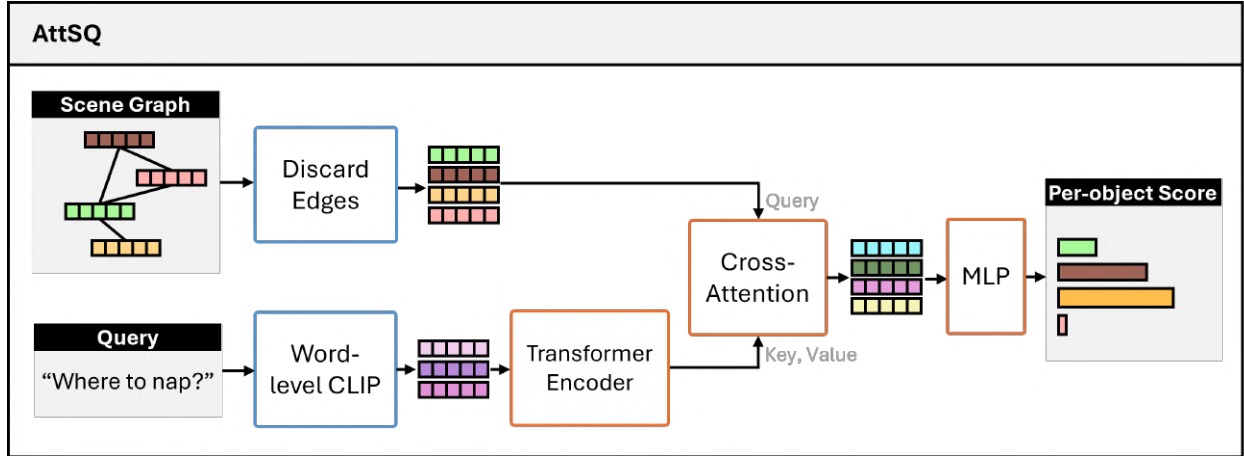 AttSQ
Scene Graph
Discard
Edges
Query
Per-object Score
Cross-
Attention
MLP
Query
“Where to nap?”
Word-
level CLIP
Transformer
Encoder
Key, Value